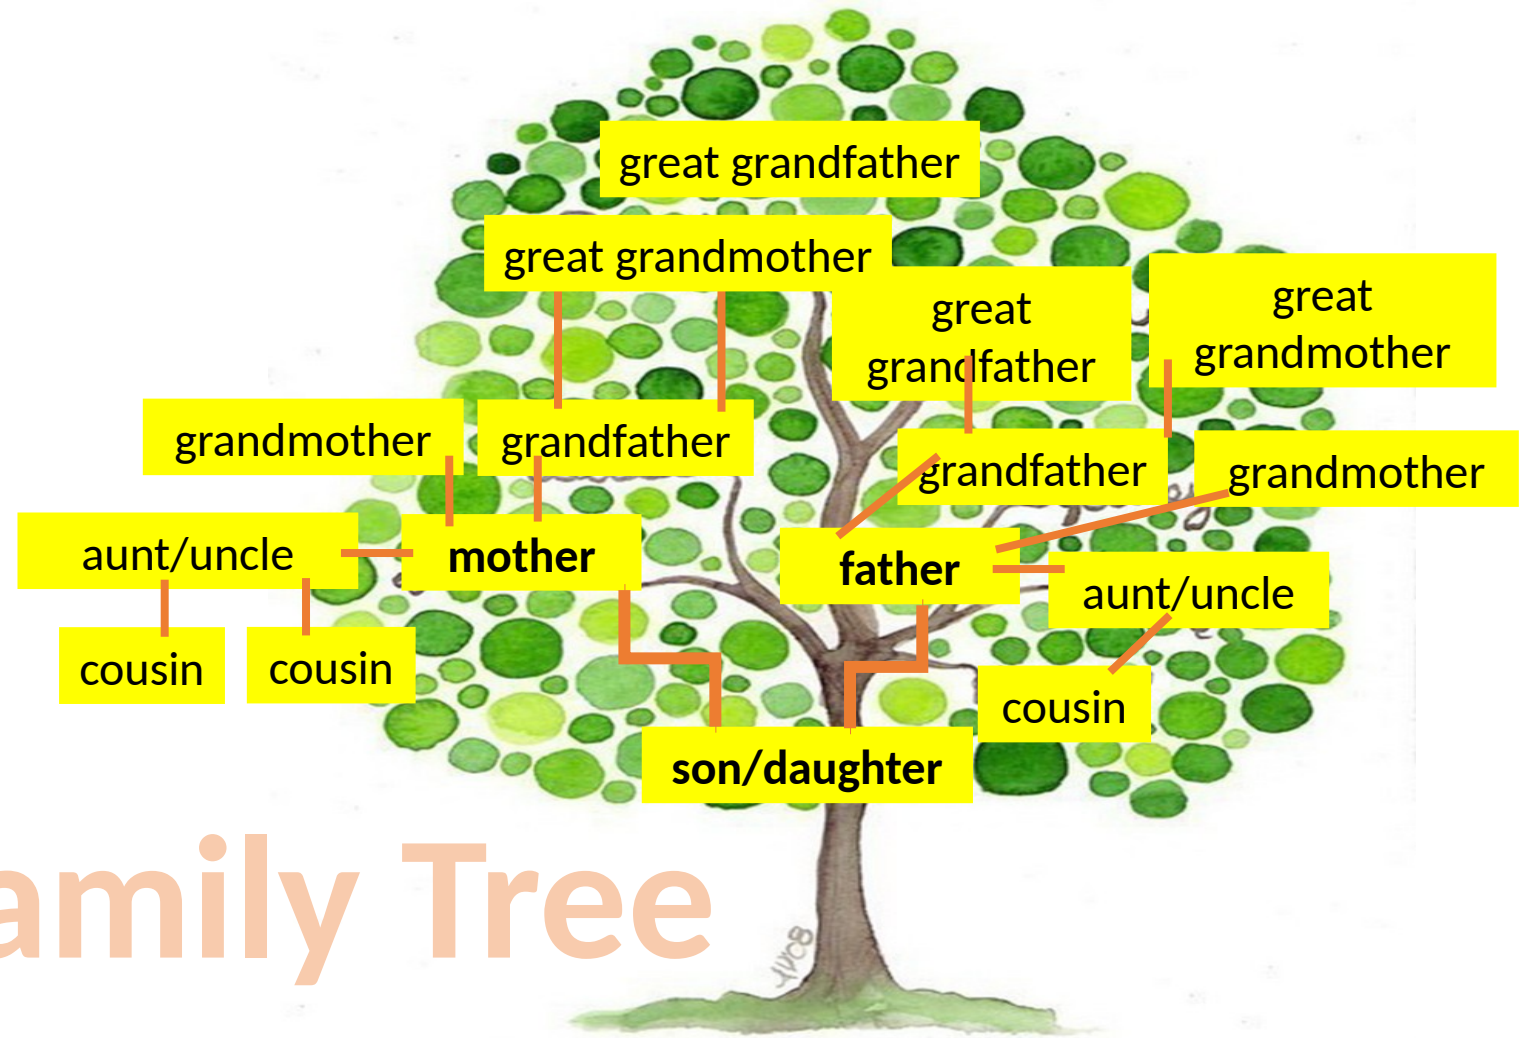 great grandfather
great grandmother
great
grandfather
great
grandmother
grandmother
grandfather
grandfather
grandmother
aunt/uncle
mother
father
aunt/uncle
cousin
cousin
cousin
son/daughter
amily Tree